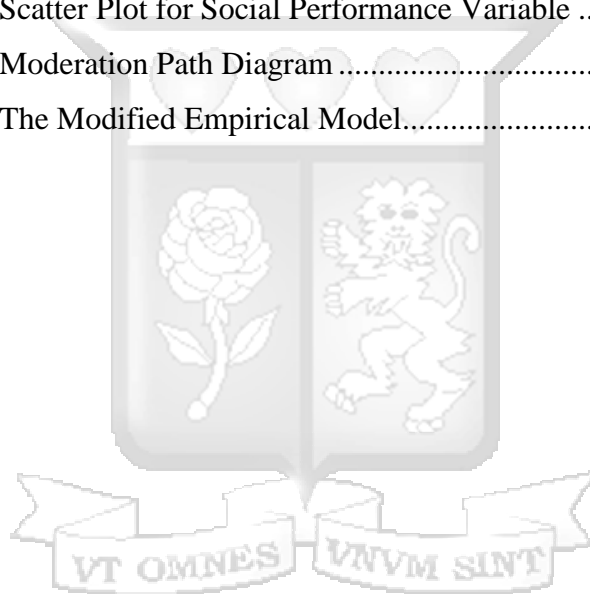 Scatter Plot for Social Performance Variable ..
Moderation Path Diagram ..............................
The Modified Empirical Model......................
VT OMNES VNVM SINT